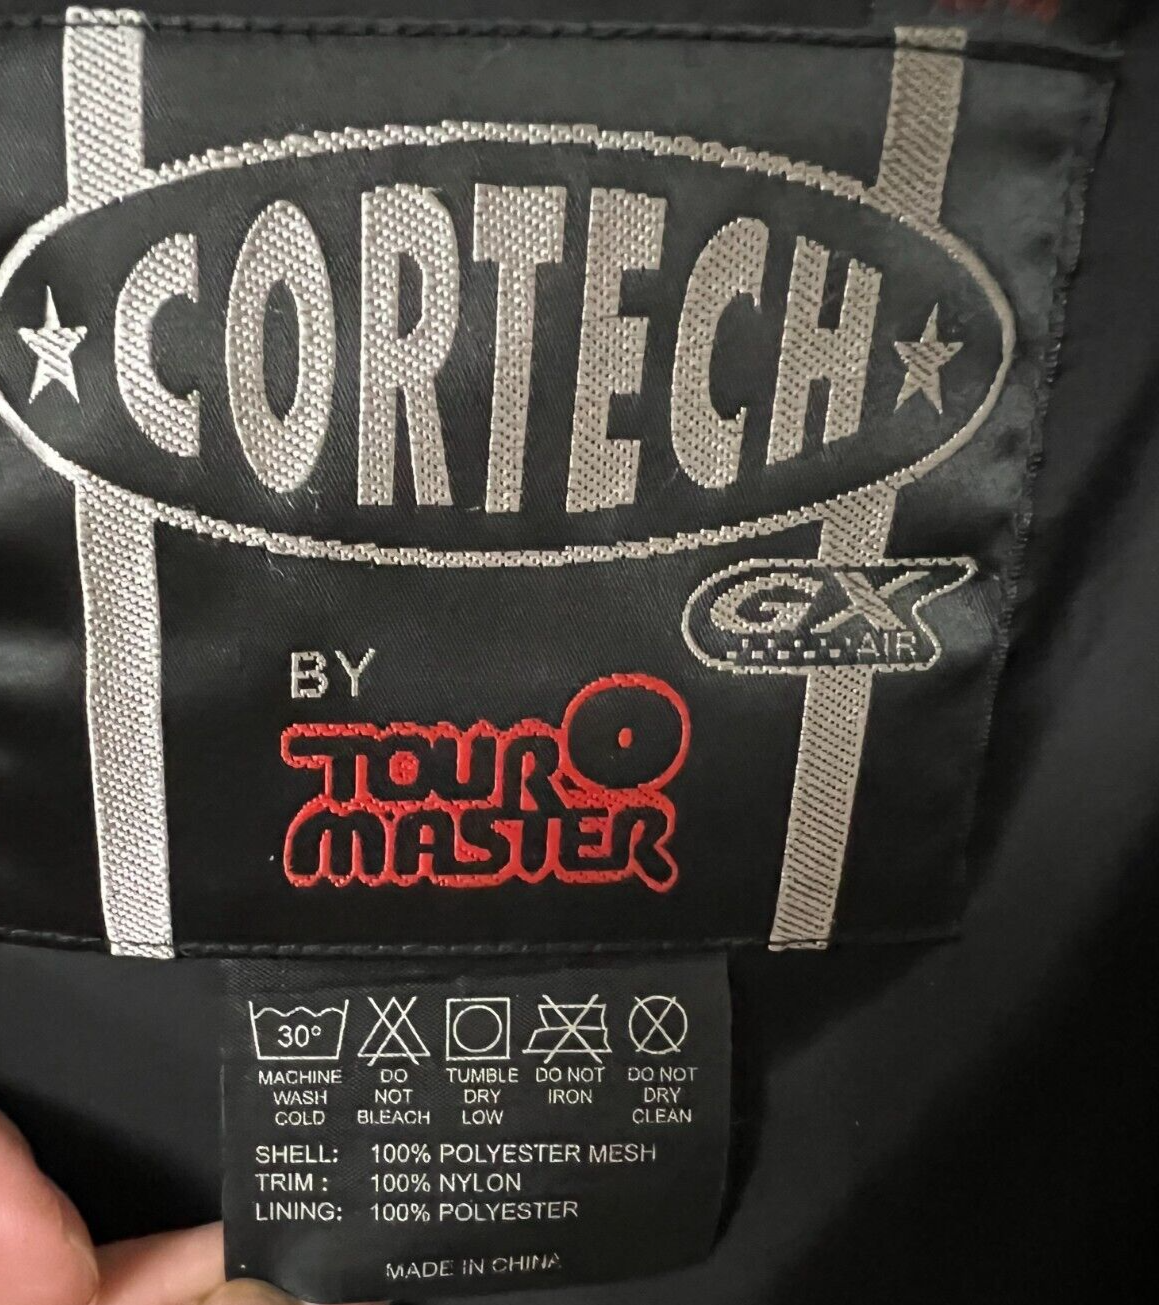 CORTECH
GX
AIR
BY
TOUR
MASTER
30°
MACHINE WASH COLD
DO NOT BLEACH
TUMBLE DRY LOW
DO NOT IRON
DO NOT DRY CLEAN
SHELL: 100% POLYESTER MESH
TRIM : 100% NYLON
LINING: 100% POLYESTER
MADE IN CHINA